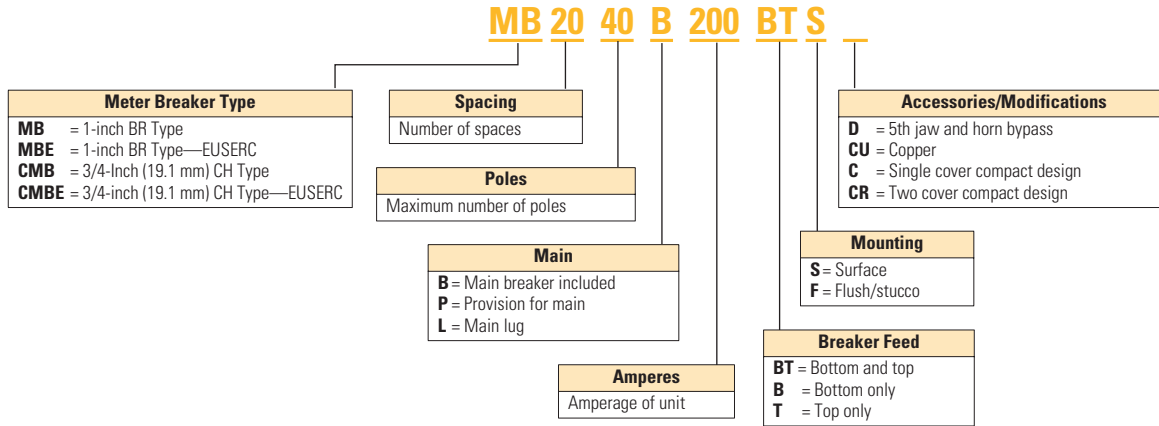 MB 20 40 B 200 BT S _
Meter Breaker Type
MB = 1-inch BR Type
MBE = 1-inch BR Type—EUSERC
CMB = 3/4-Inch (19.1 mm) CH Type
CMBE = 3/4-inch (19.1 mm) CH Type—EUSERC
Spacing
Number of spaces
Poles
Maximum number of poles
Main
B = Main breaker included
P = Provision for main
L = Main lug
Amperes
Amperage of unit
Accessories/Modifications
D = 5th jaw and horn bypass
CU = Copper
C = Single cover compact design
CR = Two cover compact design
Mounting
S = Surface
F = Flush/stucco
Breaker Feed
BT = Bottom and top
B = Bottom only
T = Top only